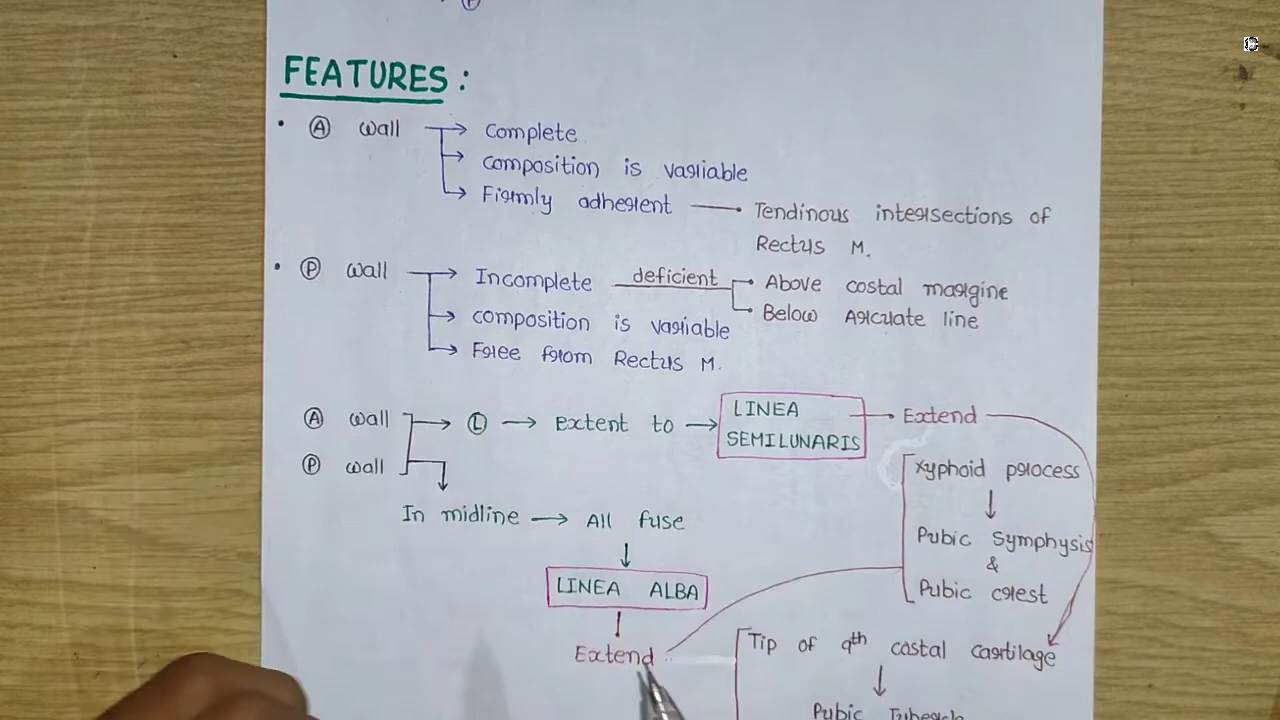 P
FEATURES :
• A wall → Complete
→ composition is variable
→ Firmly adherent — Tendinous intersections of
Rectus M.
• P wall → Incomplete deficient • Above costal margine
• Below Arcuate line
→ composition is variable
→ Free from Rectus M.
A wall → L → Extent to → LINEA SEMILUNARIS → Extend
P wall
Xyphoid process
↓
Pubic Symphysis
&
Pubic crest
In midline → All fuse
↓
LINEA ALBA
Extend
Tip of 9th costal cartilage
↓
Pubic Tubercle